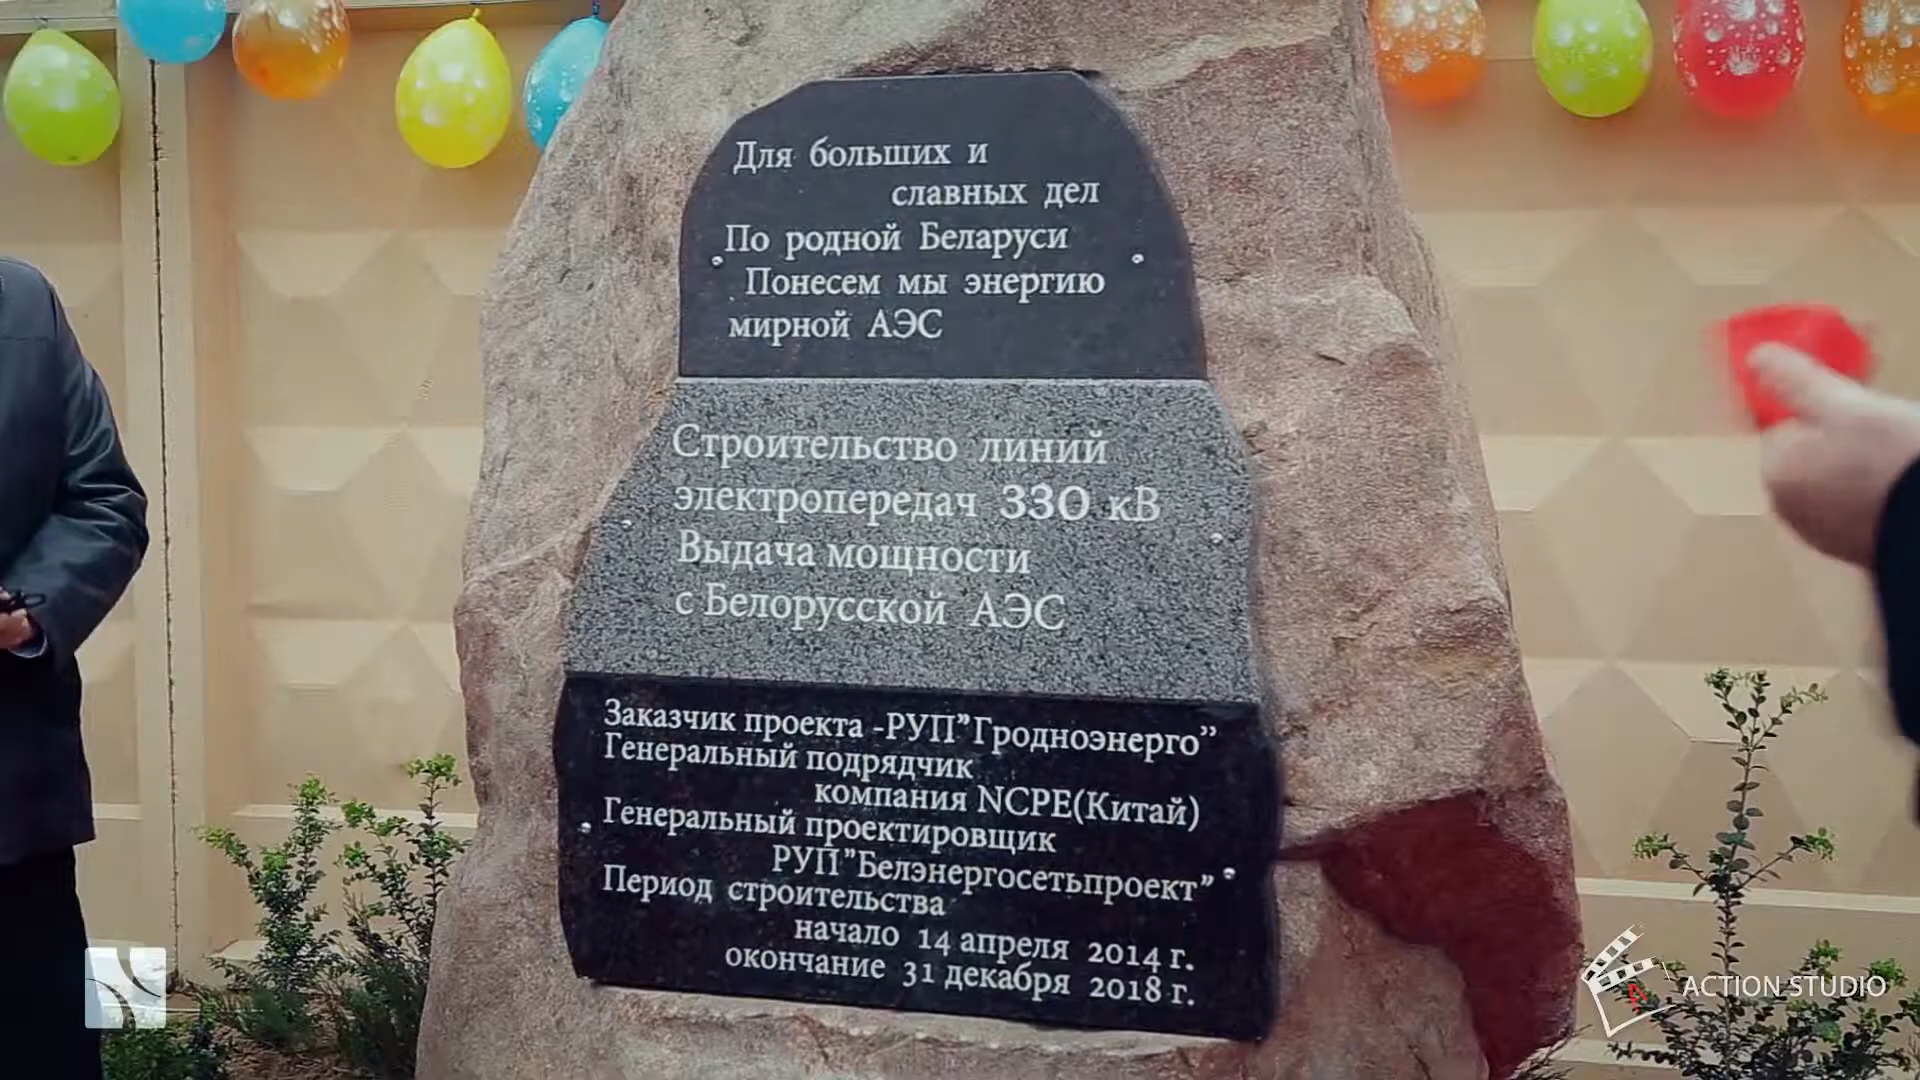 Для больших и
славных дел
По родной Беларуси
Понесем мы энергию
мирной АЭС
Строительство линий
электропередач 330 кВ
Выдача мощности
с Белорусской АЭС
Заказчик проекта -РУП"Гродноэнерго"
Генеральный подрядчик
компания NCPE(Китай)
Генеральный проектировщик
РУП"Белэнергосетьпроект"
Период строительства
начало 14 апреля 2014 г.
окончание 31 декабря 2018 г.
ACTION STUDIO